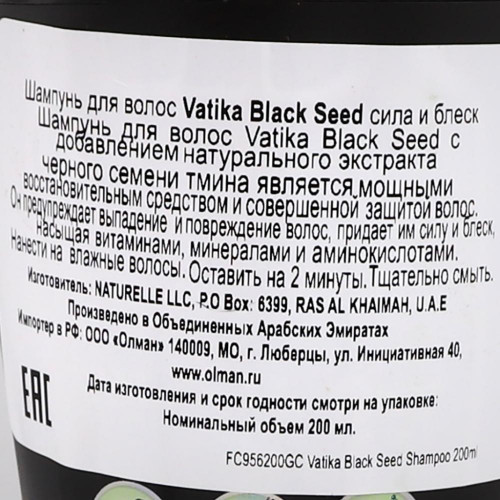 Шампунь для волос Vatika Black Seed сила и блеск
Шампунь для волос Vatika Black Seed с
добавлением натурального экстракта
черного семени тмина является мощными
восстановительным средством и совершенной защитой волос.
Он предупреждает выпадение и повреждение волос, придает им силу и блеск,
насыщая витаминами, минералами и аминокислотами.
Нанести на влажные волосы. Оставить на 2 минуты. Тщательно смыть.
Изготовитель: NATURELLE LLC, P.O Box: 6399, RAS AL KHAIMAH, U.A.E
Произведено в Объединенных Арабских Эмиратах
Импортер в РФ: ООО «Олман» 140009, МО, г. Люберцы, ул. Инициативная 40,
www.olman.ru
EAC
Дата изготовления и срок годности смотри на упаковке:
Номинальный объем 200 мл.
FC956200GC Vatika Black Seed Shampoo 200ml